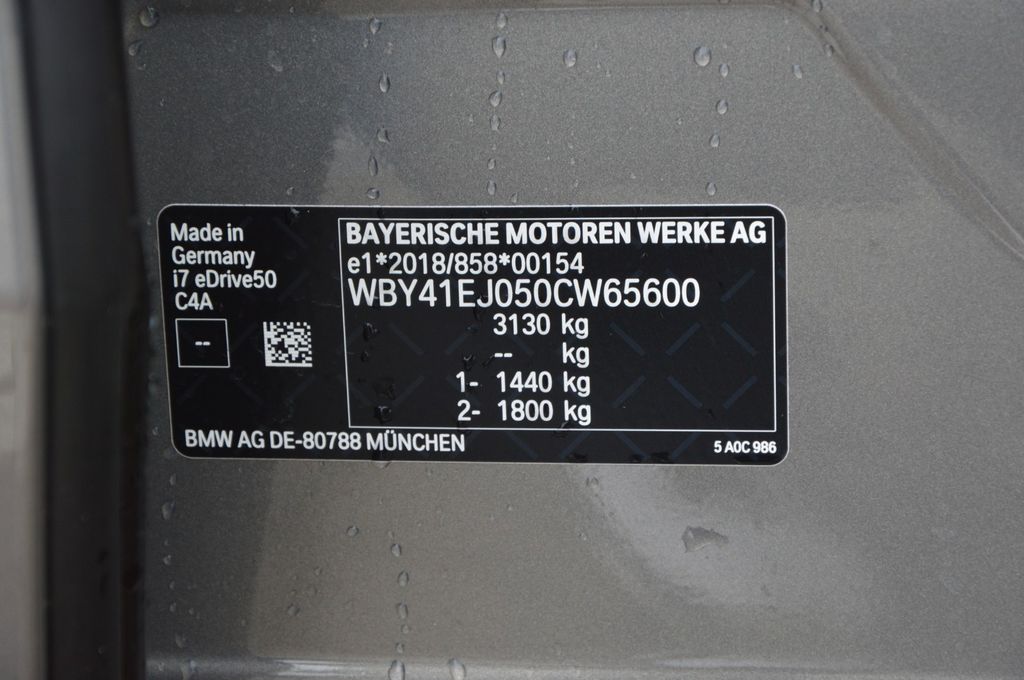 Made in
Germany
i7 eDrive50
C4A
--
BAYERISCHE MOTOREN WERKE AG
e1*2018/858*00154
WBY41EJ050CW65600
3130 kg
-- kg
1- 1440 kg
2- 1800 kg
BMW AG DE-80788 MÜNCHEN
5 A0C 986